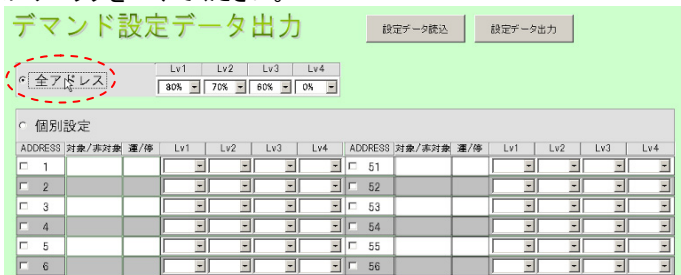 デマンド設定データ出力
設定データ読込
設定データ出力
全アドレス
Lv1 Lv2 Lv3 Lv4
80% 70% 60% 0%
個別設定
ADDRESS 対象/非対象 運/停 Lv1 Lv2 Lv3 Lv4 ADDRESS 対象/非対象 運/停 Lv1 Lv2 Lv3 Lv4
1 51
2 52
3 53
4 54
5 55
6 56